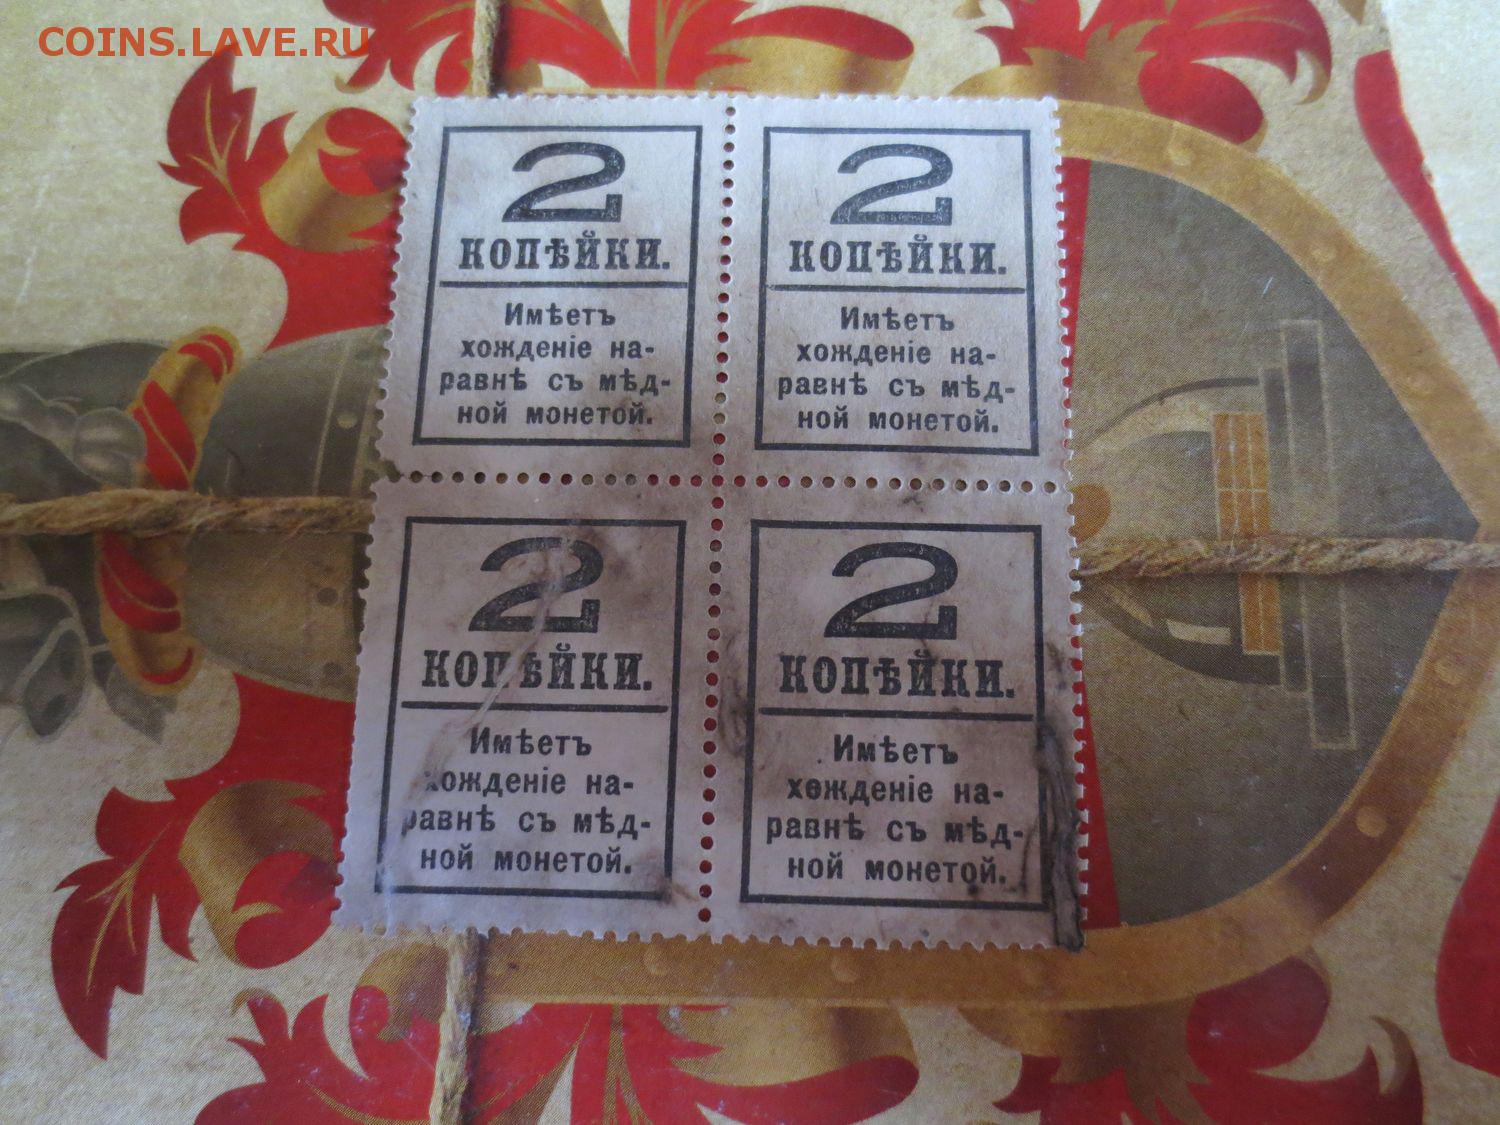 COINS.LAVE.RU
2
КОПѢЙКИ.
Имѣетъ
хожденіе на-
равнѣ съ мѣд-
ной монетой.
2
КОПѢЙКИ.
Имѣетъ
хожденіе на-
равнѣ съ мѣд-
ной монетой.
2
КОПѢЙКИ.
Имѣетъ
хожденіе на-
равнѣ съ мѣд-
ной монетой.
2
КОПѢЙКИ.
Имѣетъ
хожденіе на-
равнѣ съ мѣд-
ной монетой.